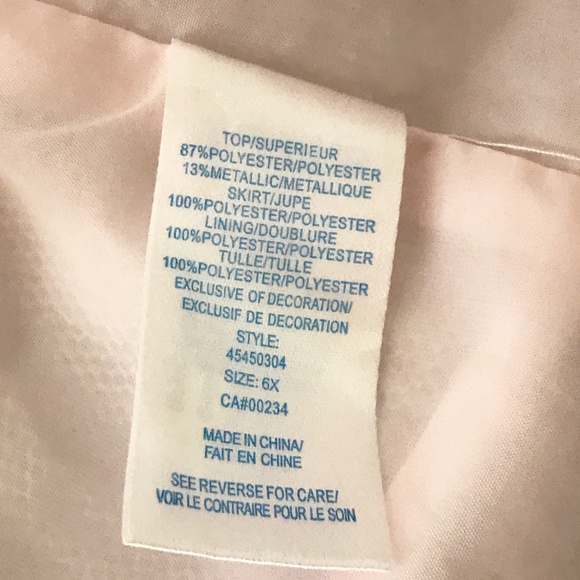 TOP/SUPERIEUR
87%POLYESTER/POLYESTER
13%METALLIC/METALLIQUE
SKIRT/JUPE
100%POLYESTER/POLYESTER
LINING/DOUBLURE
100%POLYESTER/POLYESTER
TULLE/TULLE
100%POLYESTER/POLYESTER
EXCLUSIVE OF DECORATION/
EXCLUSIF DE DECORATION
STYLE:
45450304
SIZE: 6X
CA#00234
MADE IN CHINA/
FAIT EN CHINE
SEE REVERSE FOR CARE/
VOIR LE CONTRAIRE POUR LE SOIN